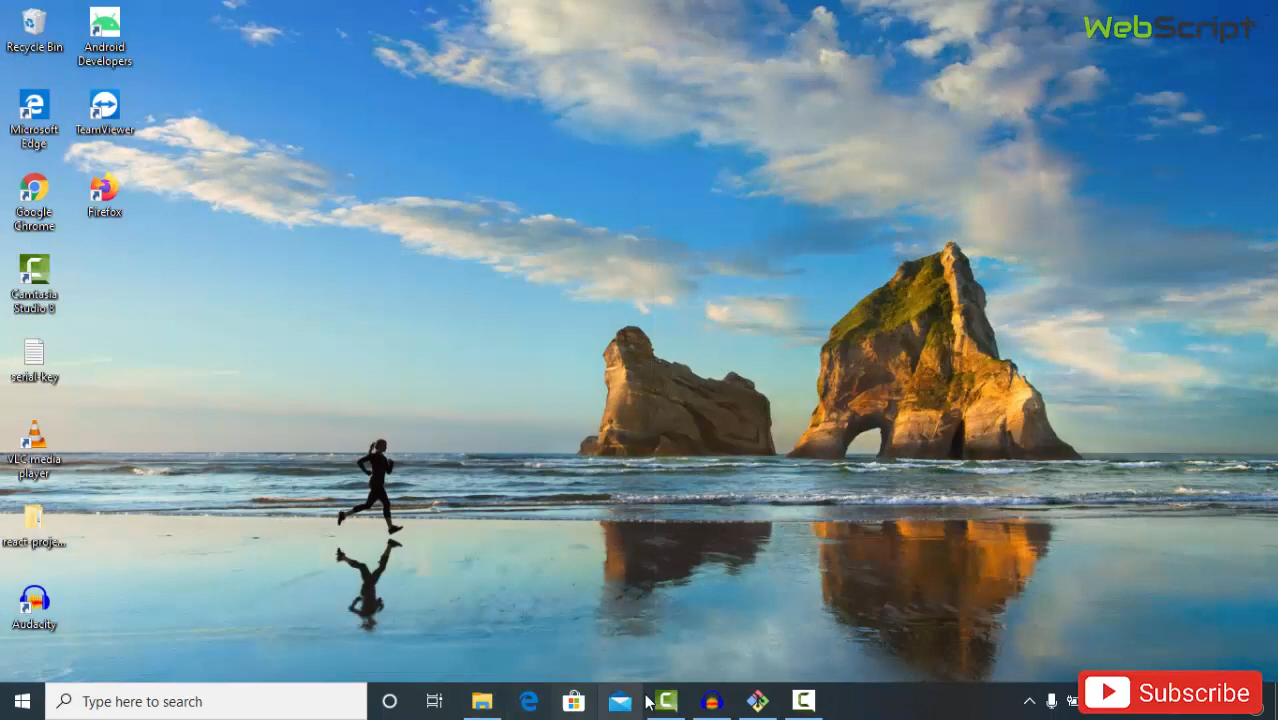 WebScript
Recycle Bin
Android
Developers
Microsoft
Edge
TeamViewer
Google
Chrome
Firefox
Camtasia
Studio 8
serial-key
VLC media
player
react-proje...
Audacity
Type here to search
Subscribe